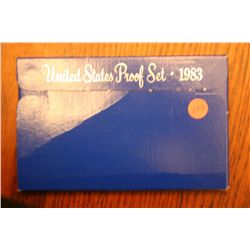 United States Proof Set · 1983